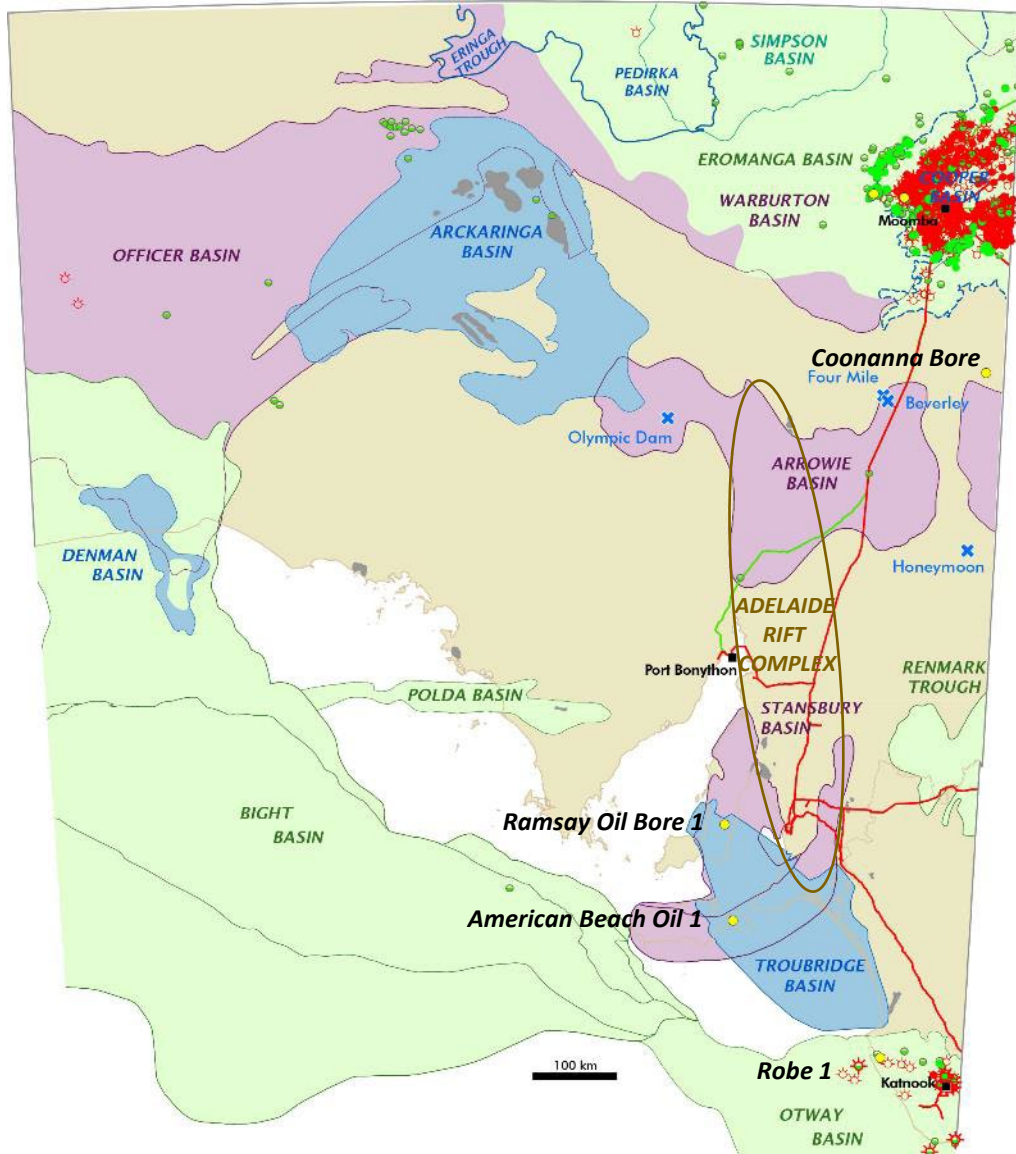 ERINGA
TROUGH
SIMPSON
BASIN
PEDIRKA
BASIN
EROMANGA BASIN
COOPER
BASIN
WARBURTON
BASIN
Moomba
ARCKARINGA
BASIN
OFFICER BASIN
Coonanna Bore
Four Mile
Beverley
Olympic Dam
ARROWIE
BASIN
DENMAN
BASIN
Honeymoon
ADELAIDE
RIFT
COMPLEX
Port Bonython
RENMARK
TROUGH
POLDA BASIN
STANSBURY
BASIN
BIGHT
BASIN
Ramsay Oil Bore 1
American Beach Oil 1
TROUBRIDGE
BASIN
100 km
Robe 1
Katnook
OTWAY
BASIN